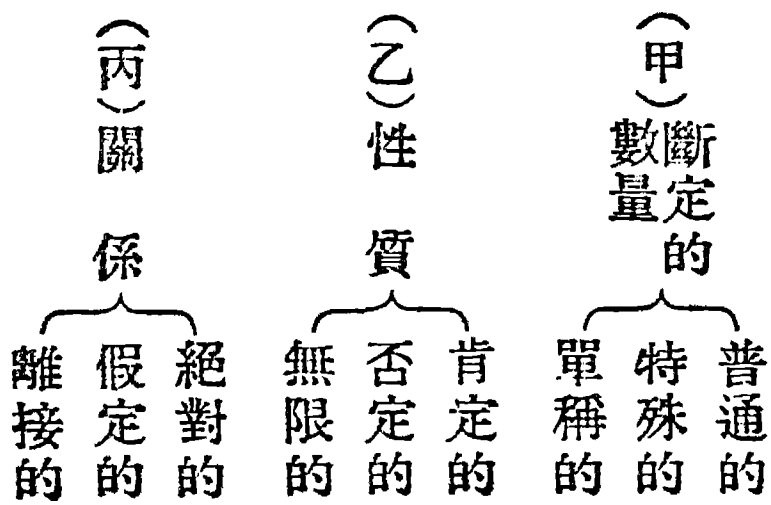 （甲）斷定的數量
普通的
特殊的
單稱的
（乙）性質
肯定的
否定的
無限的
（丙）關係
絕對的
假定的
離接的